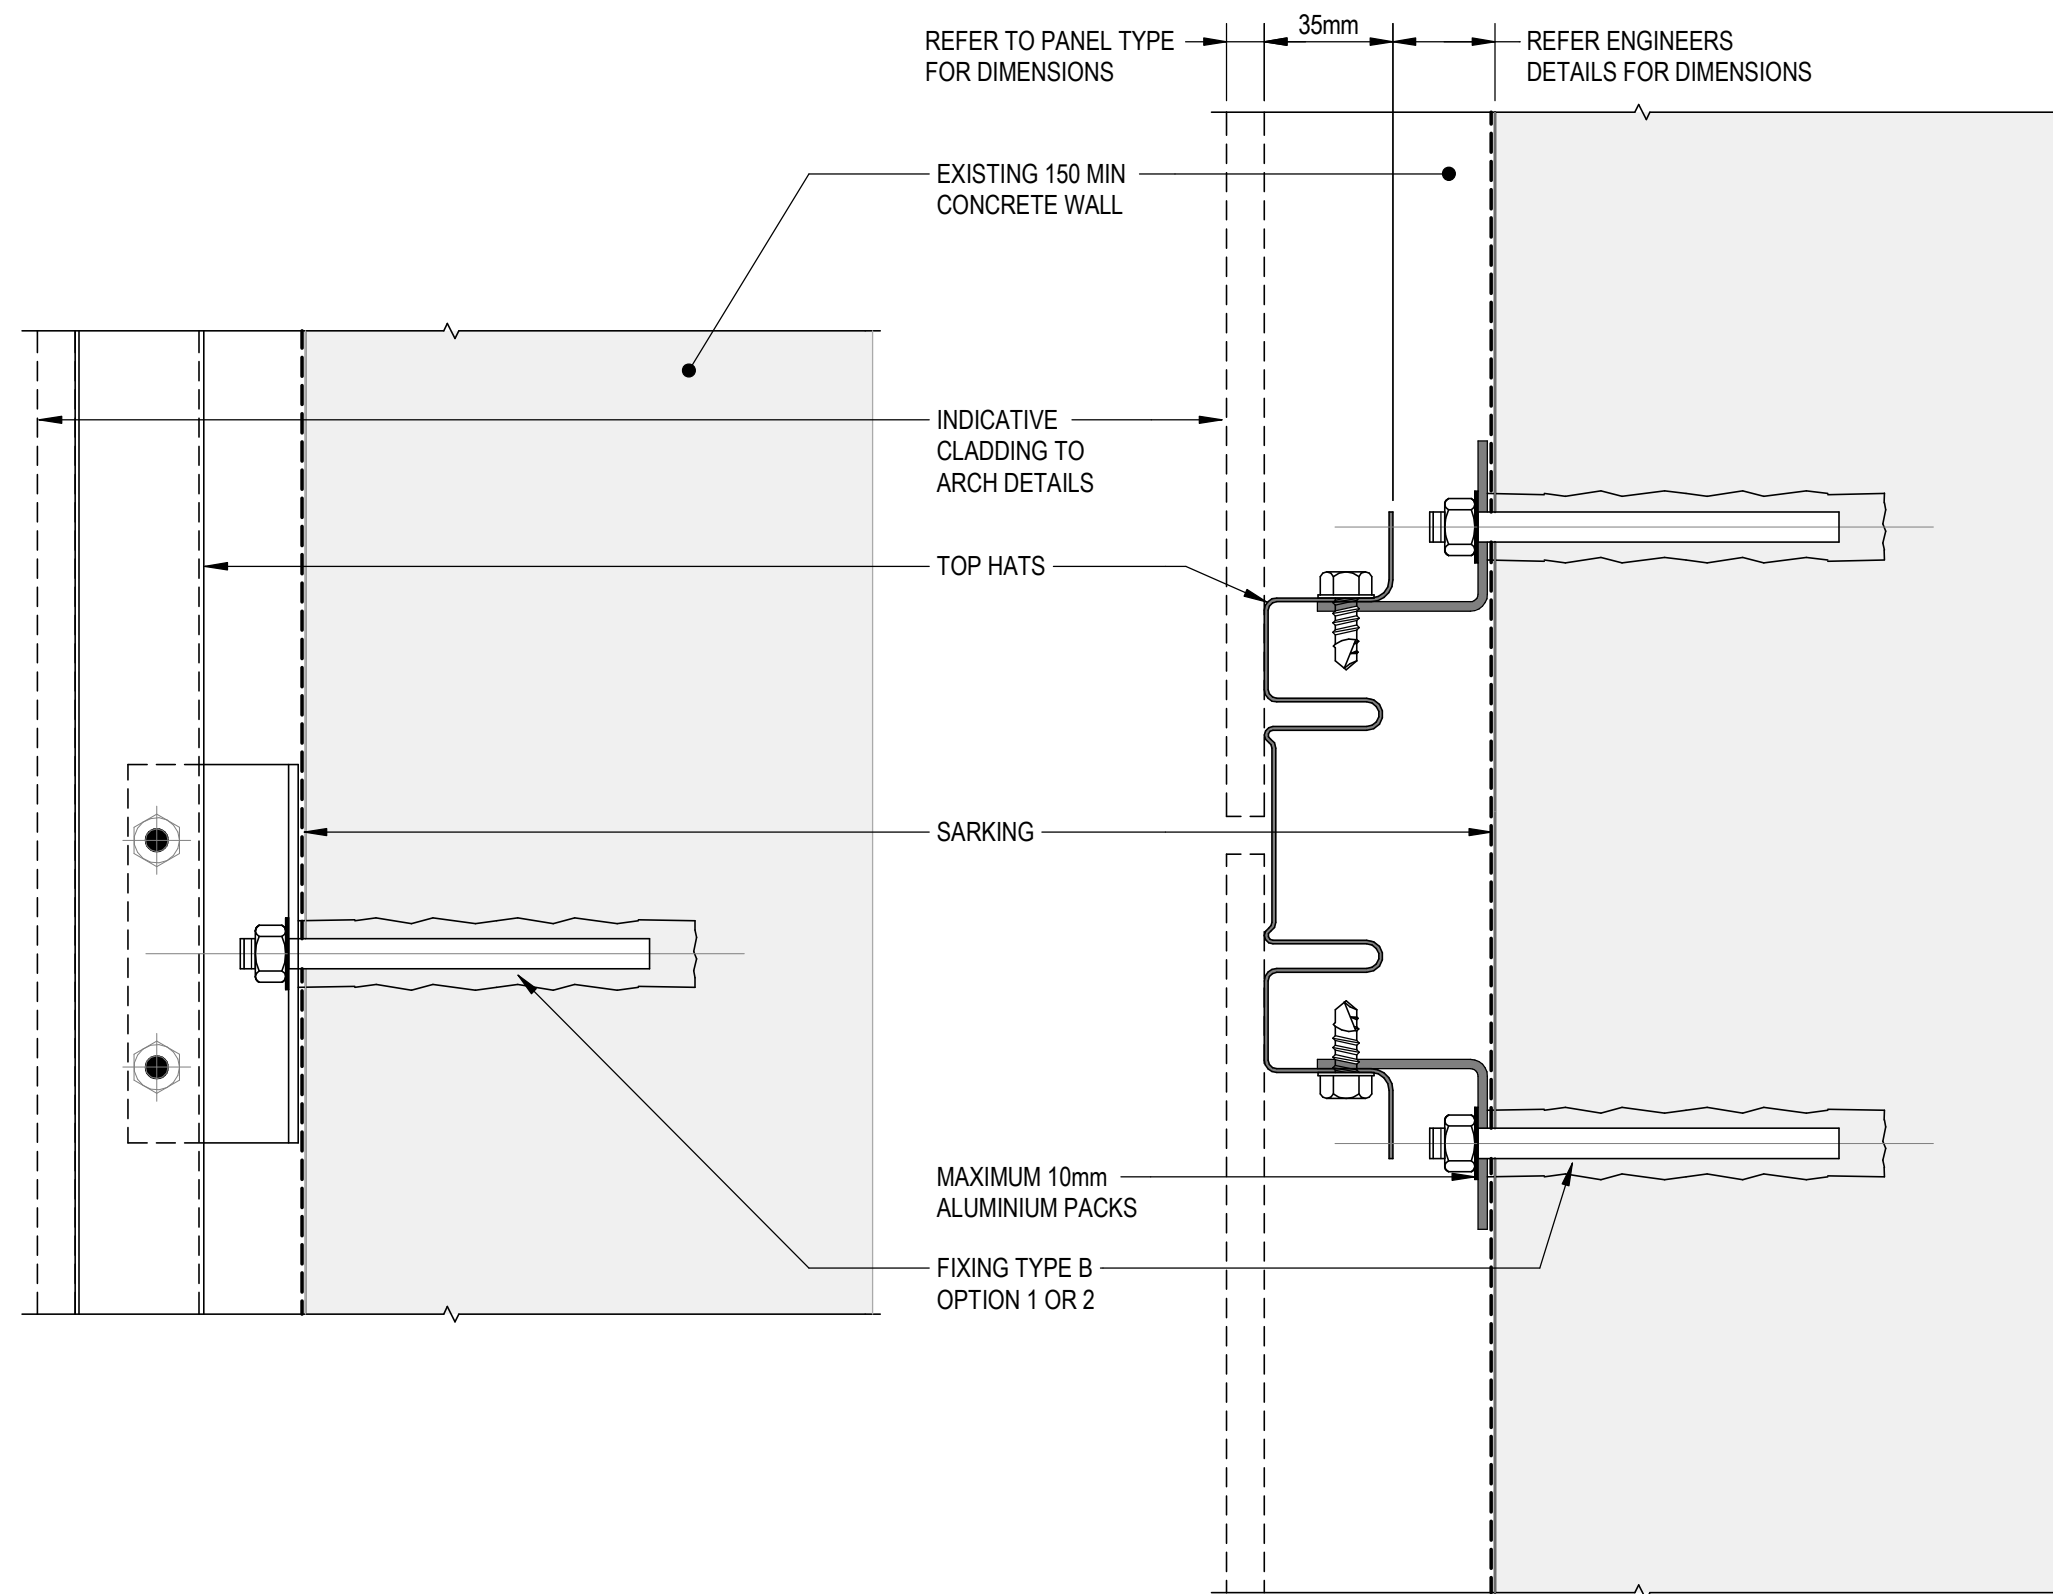 35mm
REFER TO PANEL TYPE
FOR DIMENSIONS
REFER ENGINEERS
DETAILS FOR DIMENSIONS
EXISTING 150 MIN
CONCRETE WALL
INDICATIVE
CLADDING TO
ARCH DETAILS
TOP HATS
SARKING
MAXIMUM 10mm
ALUMINIUM PACKS
FIXING TYPE B
OPTION 1 OR 2